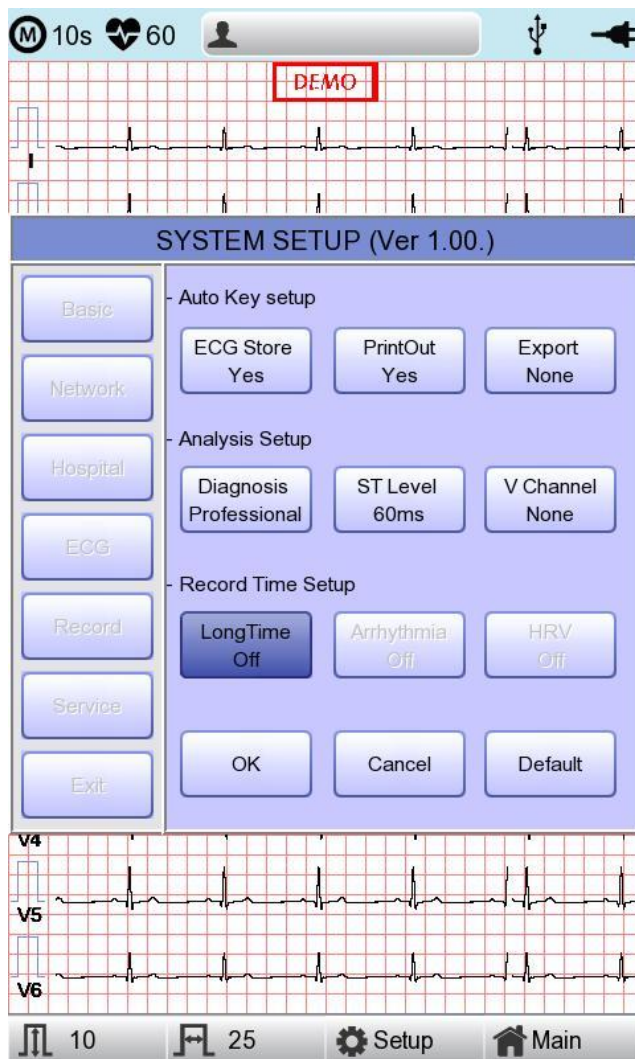 M 10s 60
DEMO
I
SYSTEM SETUP (Ver 1.00.)
Basic
Network
Hospital
ECG
Record
Service
Exit
- Auto Key setup
ECG Store
Yes
PrintOut
Yes
Export
None
- Analysis Setup
Diagnosis
Professional
ST Level
60ms
V Channel
None
- Record Time Setup
LongTime
Off
Arrhythmia
Off
HRV
Off
OK
Cancel
Default
V4
V5
V6
10 25 Setup Main